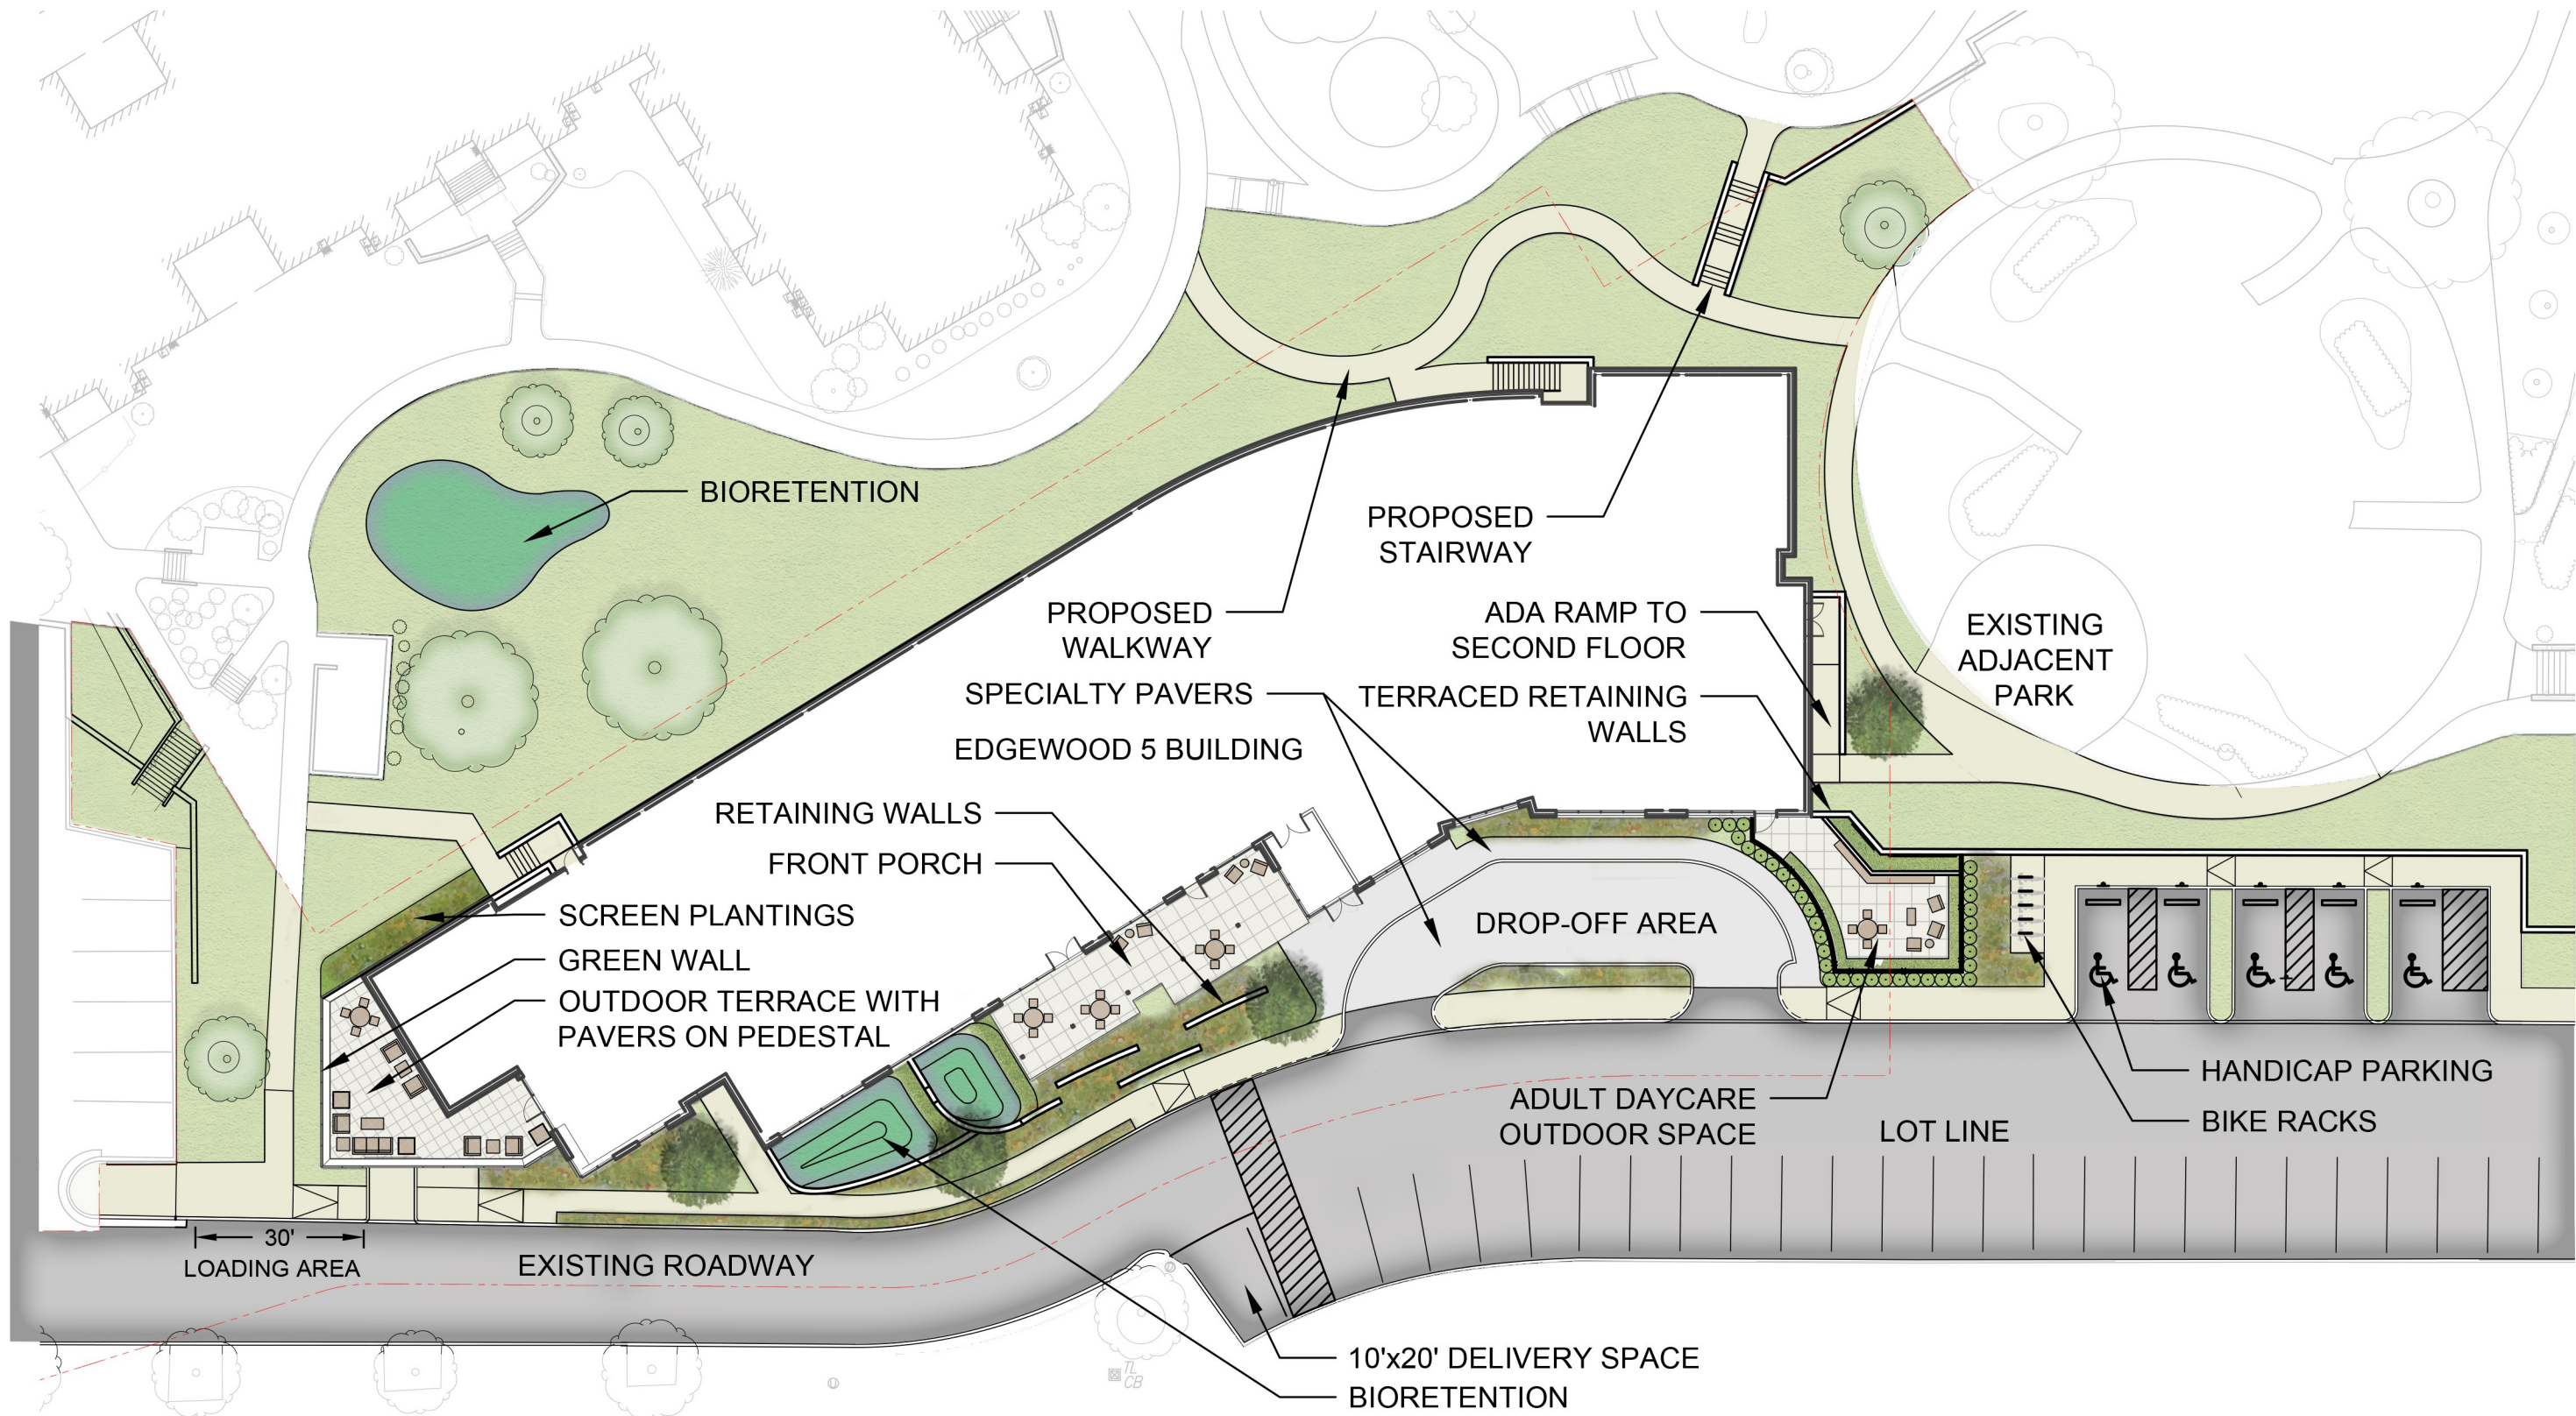 BIORETENTION
PROPOSED
STAIRWAY
PROPOSED
WALKWAY
ADA RAMP TO
SECOND FLOOR
EXISTING
ADJACENT
PARK
SPECIALTY PAVERS
TERRACED RETAINING
WALLS
EDGEWOOD 5 BUILDING
RETAINING WALLS
FRONT PORCH
SCREEN PLANTINGS
DROP-OFF AREA
GREEN WALL
OUTDOOR TERRACE WITH
PAVERS ON PEDESTAL
HANDICAP PARKING
ADULT DAYCARE
OUTDOOR SPACE
BIKE RACKS
LOT LINE
30'
LOADING AREA
EXISTING ROADWAY
10'x20' DELIVERY SPACE
TL
CB
BIORETENTION